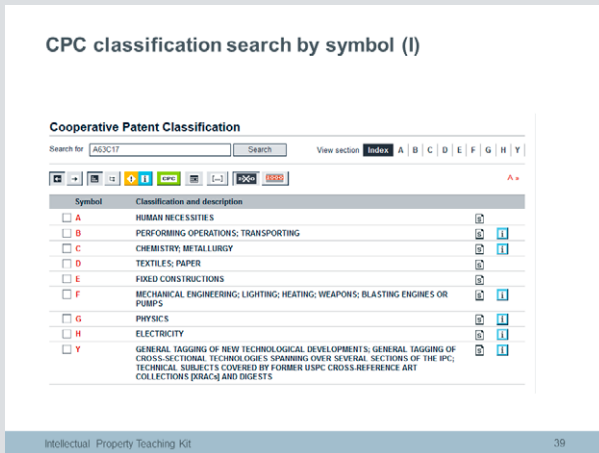 CPC classification search by symbol (I)
Cooperative Patent Classification
Search for A63C17 Search View section Index A B C D E F G H Y
CPC [...] A »
Symbol Classification and description
A HUMAN NECESSITIES S
B PERFORMING OPERATIONS; TRANSPORTING S i
C CHEMISTRY; METALLURGY S i
D TEXTILES; PAPER S
E FIXED CONSTRUCTIONS S
F MECHANICAL ENGINEERING; LIGHTING; HEATING; WEAPONS; BLASTING ENGINES OR S i
PUMPS
G PHYSICS S i
H ELECTRICITY S i
Y GENERAL TAGGING OF NEW TECHNOLOGICAL DEVELOPMENTS; GENERAL TAGGING OF S i
CROSS-SECTIONAL TECHNOLOGIES SPANNING OVER SEVERAL SECTIONS OF THE IPC;
TECHNICAL SUBJECTS COVERED BY FORMER USPC CROSS-REFERENCE ART
COLLECTIONS [XRACs] AND DIGESTS
Intellectual Property Teaching Kit 39